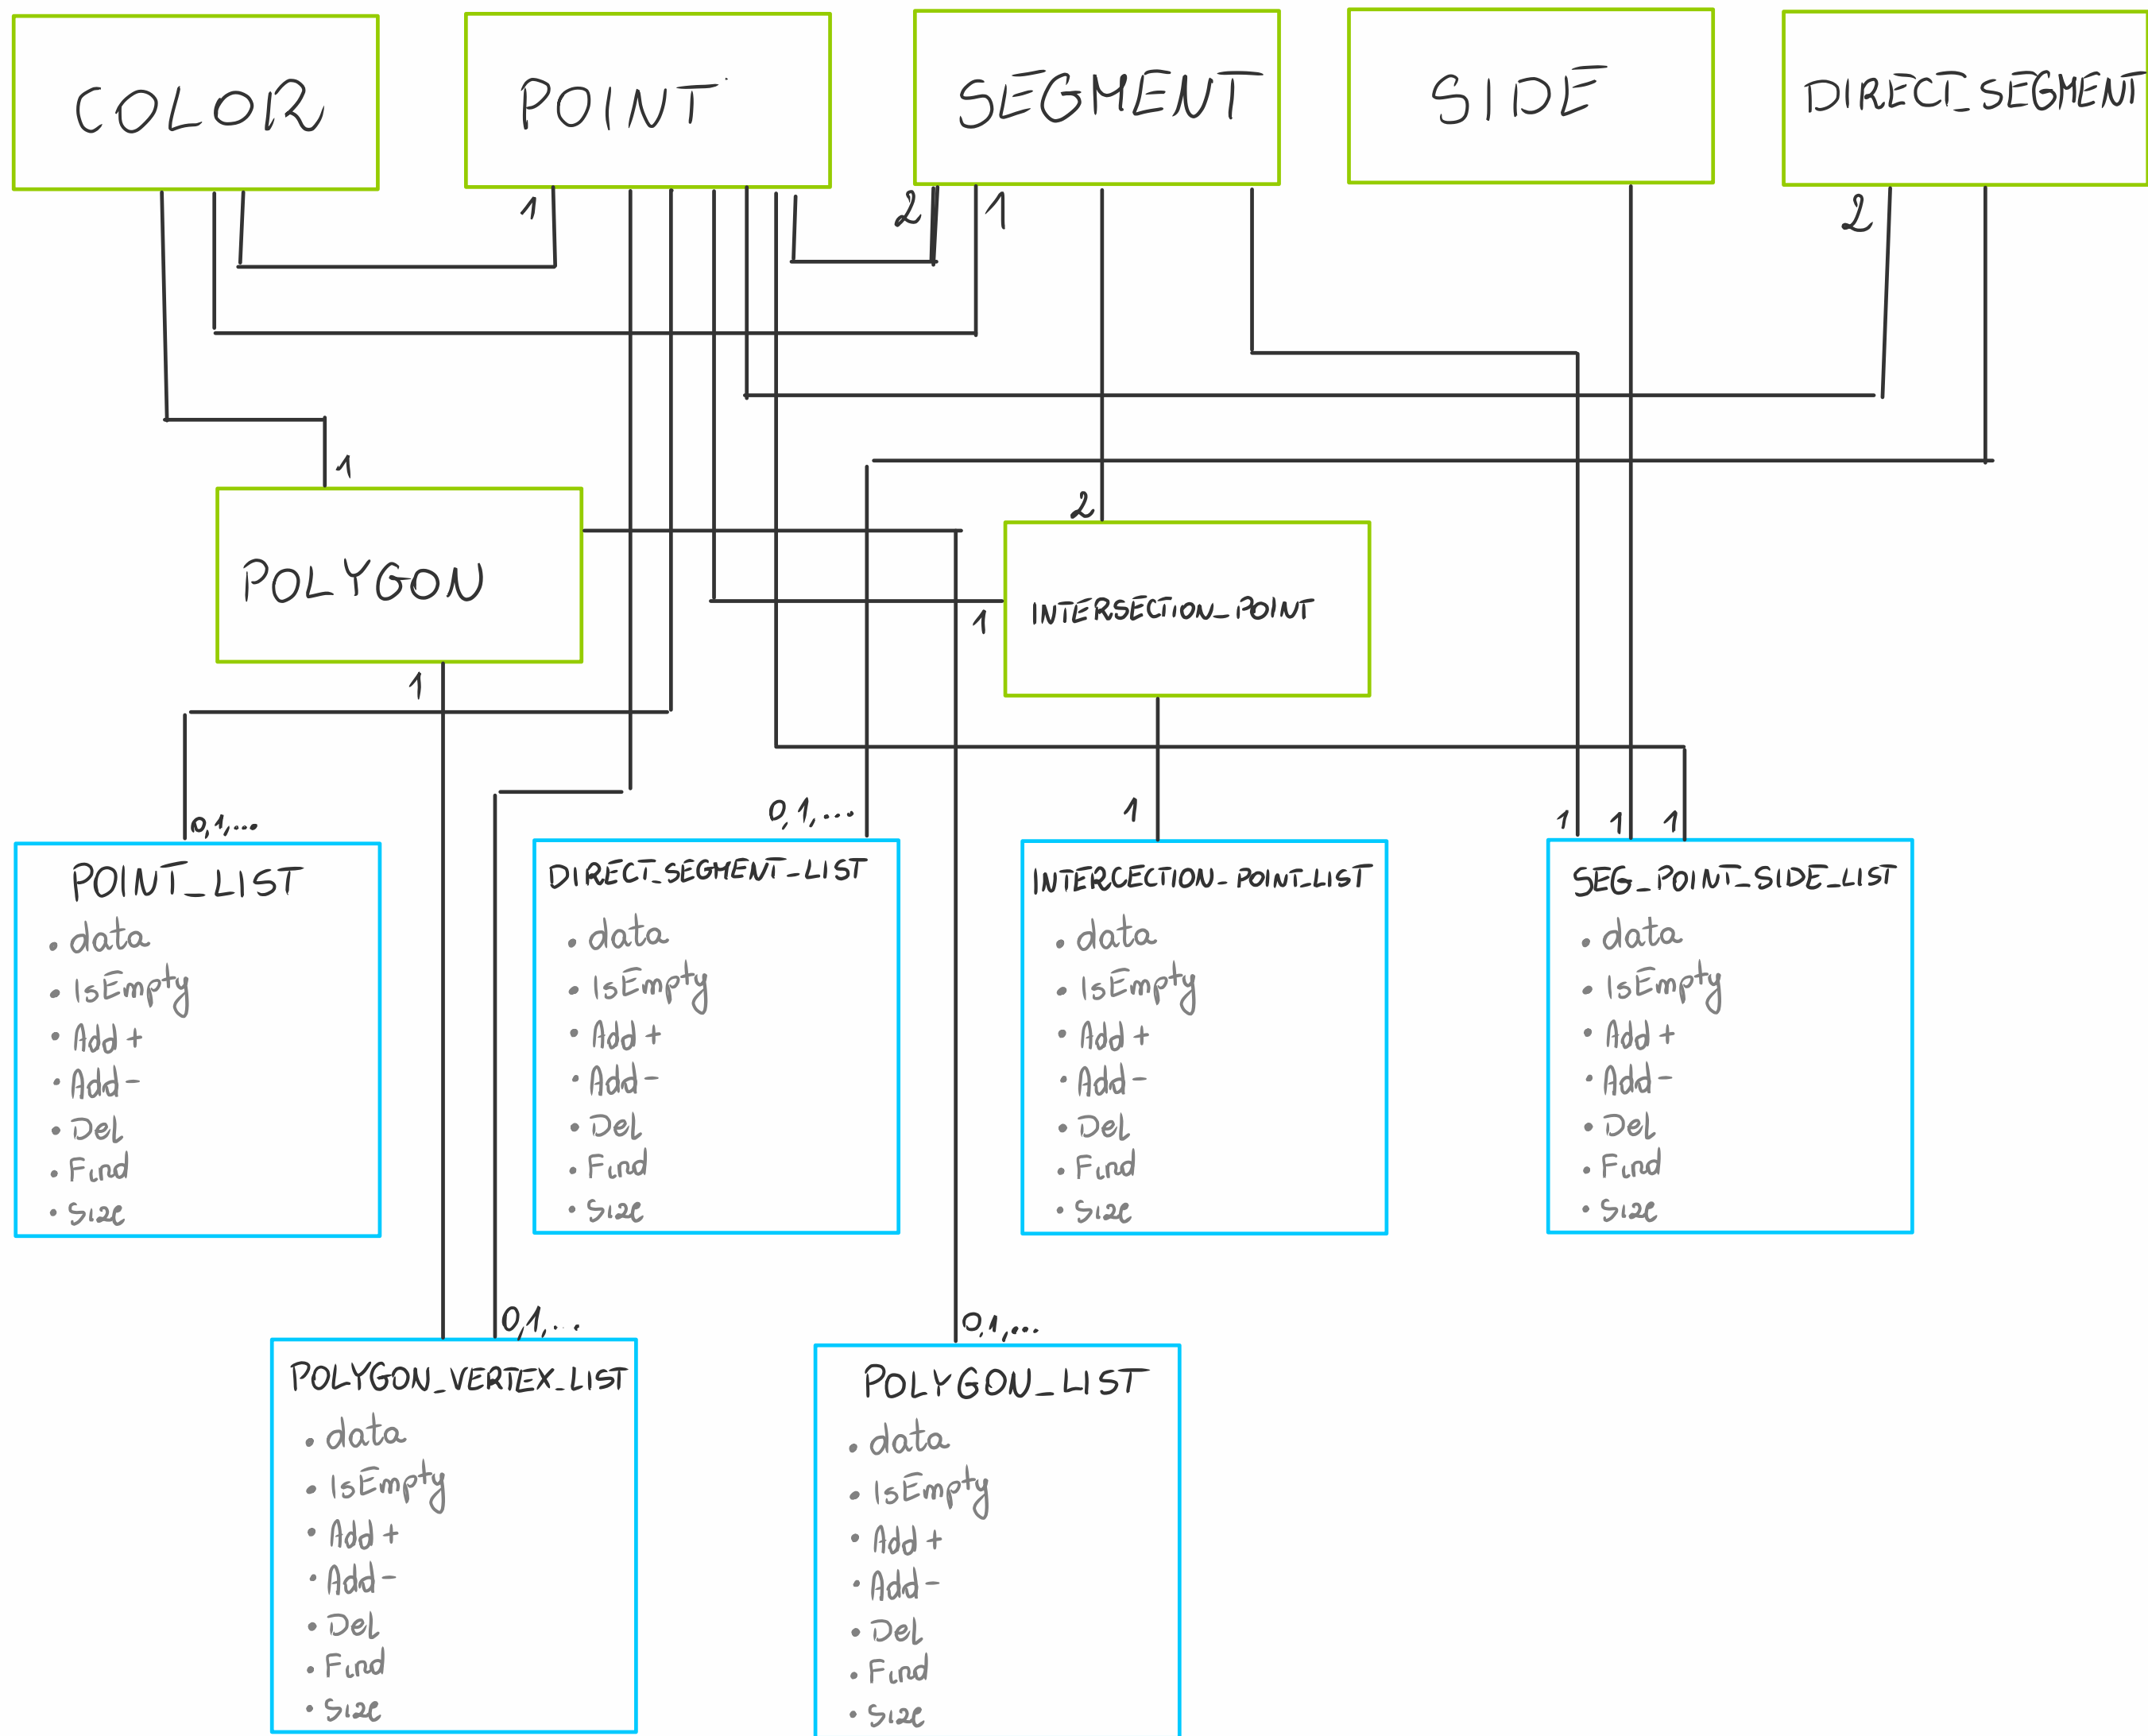 COLOR
POINT
SEGMENT
SIDE
DIRECT_SEGMENT
1
2
1
2
1
2
POLYGON
INTERSECTION_POINT
1
1
0,1,...
0,1,...
1
1
1
1
POINT_LIST
• data
• IsEmpty
• Add+
• Add-
• Del
• Find
• Size
DIRECT_SEGMENT_LIST
• data
• IsEmpty
• Add+
• Add-
• Del
• Find
• Size
INTERCECTION_POINT_LIST
• data
• IsEmpty
• Add+
• Add-
• Del
• Find
• Size
SEG_POINT_SIDE_LIST
• data
• IsEmpty
• Add+
• Add-
• Del
• Find
• Size
0,1,...
0,1,...
POLYGON_VERTEX_LIST
• data
• IsEmpty
• Add+
• Add-
• Del
• Find
• Size
POLYGON_LIST
• data
• IsEmpty
• Add+
• Add-
• Del
• Find
• Size